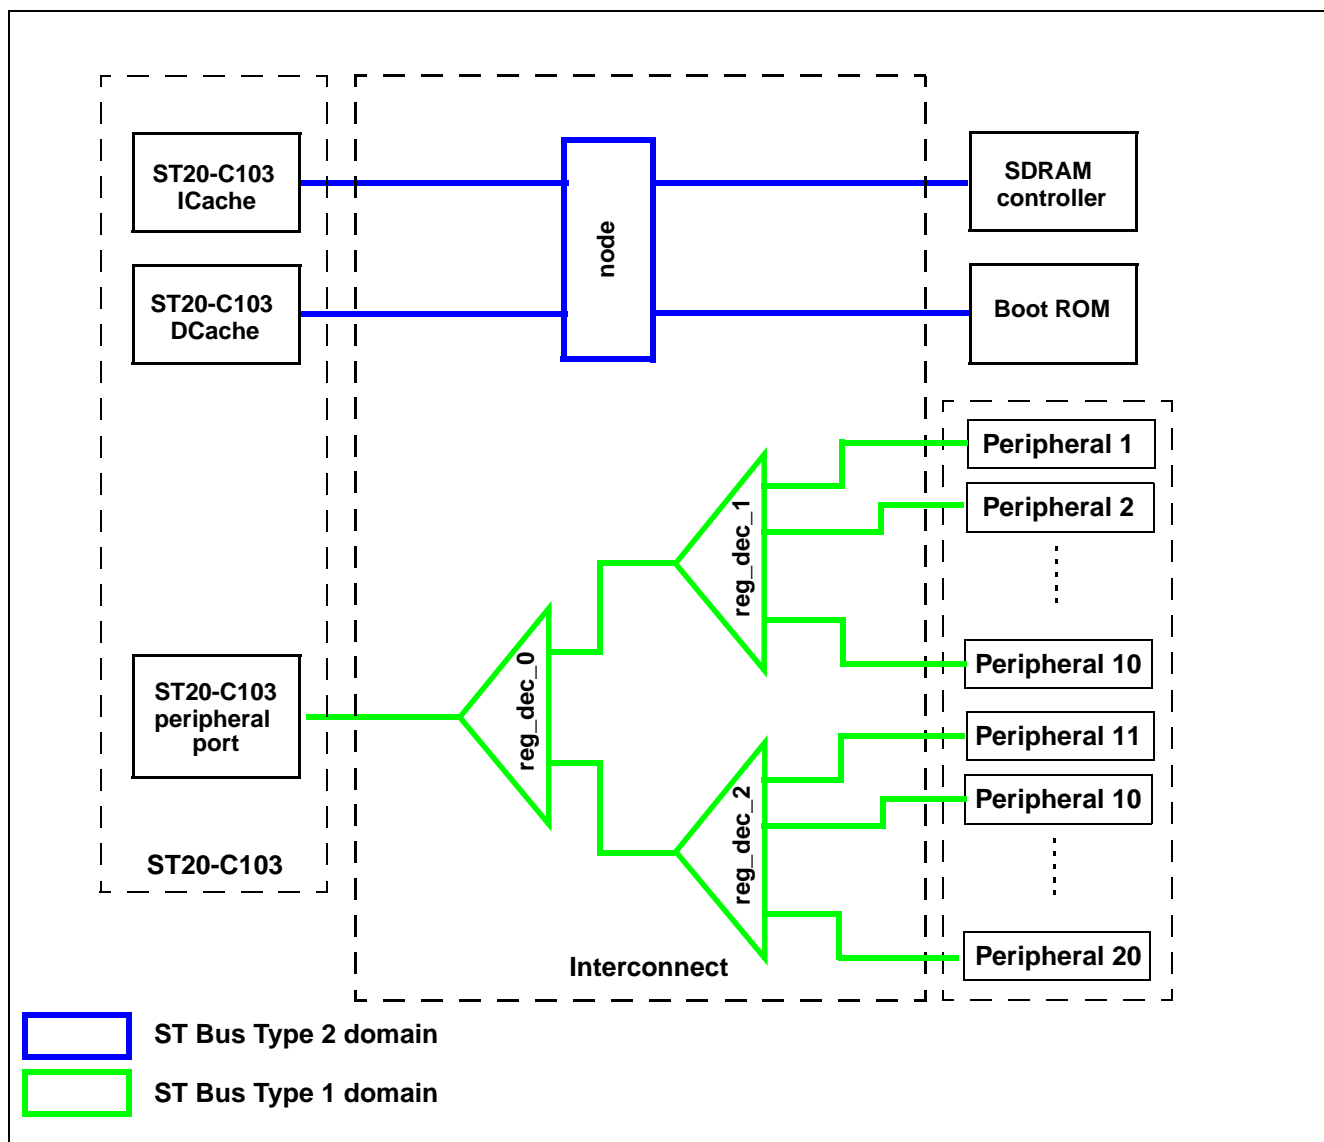 ST20-C103
ICache
node
SDRAM
controller
ST20-C103
DCache
Boot ROM
Peripheral 1
reg_dec_1
Peripheral 2
Peripheral 10
ST20-C103
peripheral
port
reg_dec_0
Peripheral 11
reg_dec_2
Peripheral 10
ST20-C103
Peripheral 20
Interconnect
ST Bus Type 2 domain
ST Bus Type 1 domain